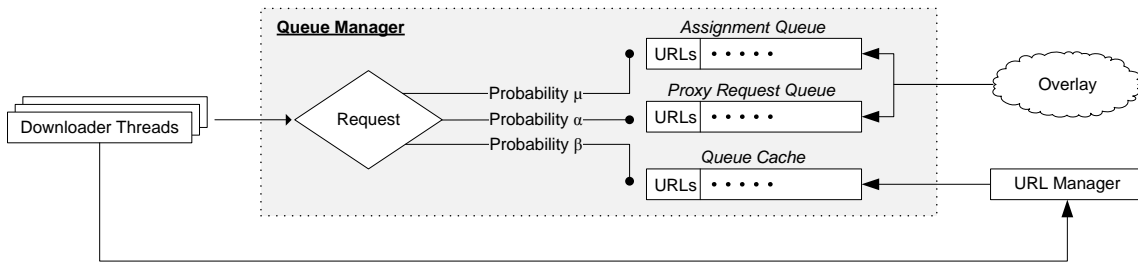 Queue Manager
Assignment Queue
URLs
Probability μ
Proxy Request Queue
Overlay
Downloader Threads
Request
Probability α
URLs
Probability β
Queue Cache
URLs
URL Manager